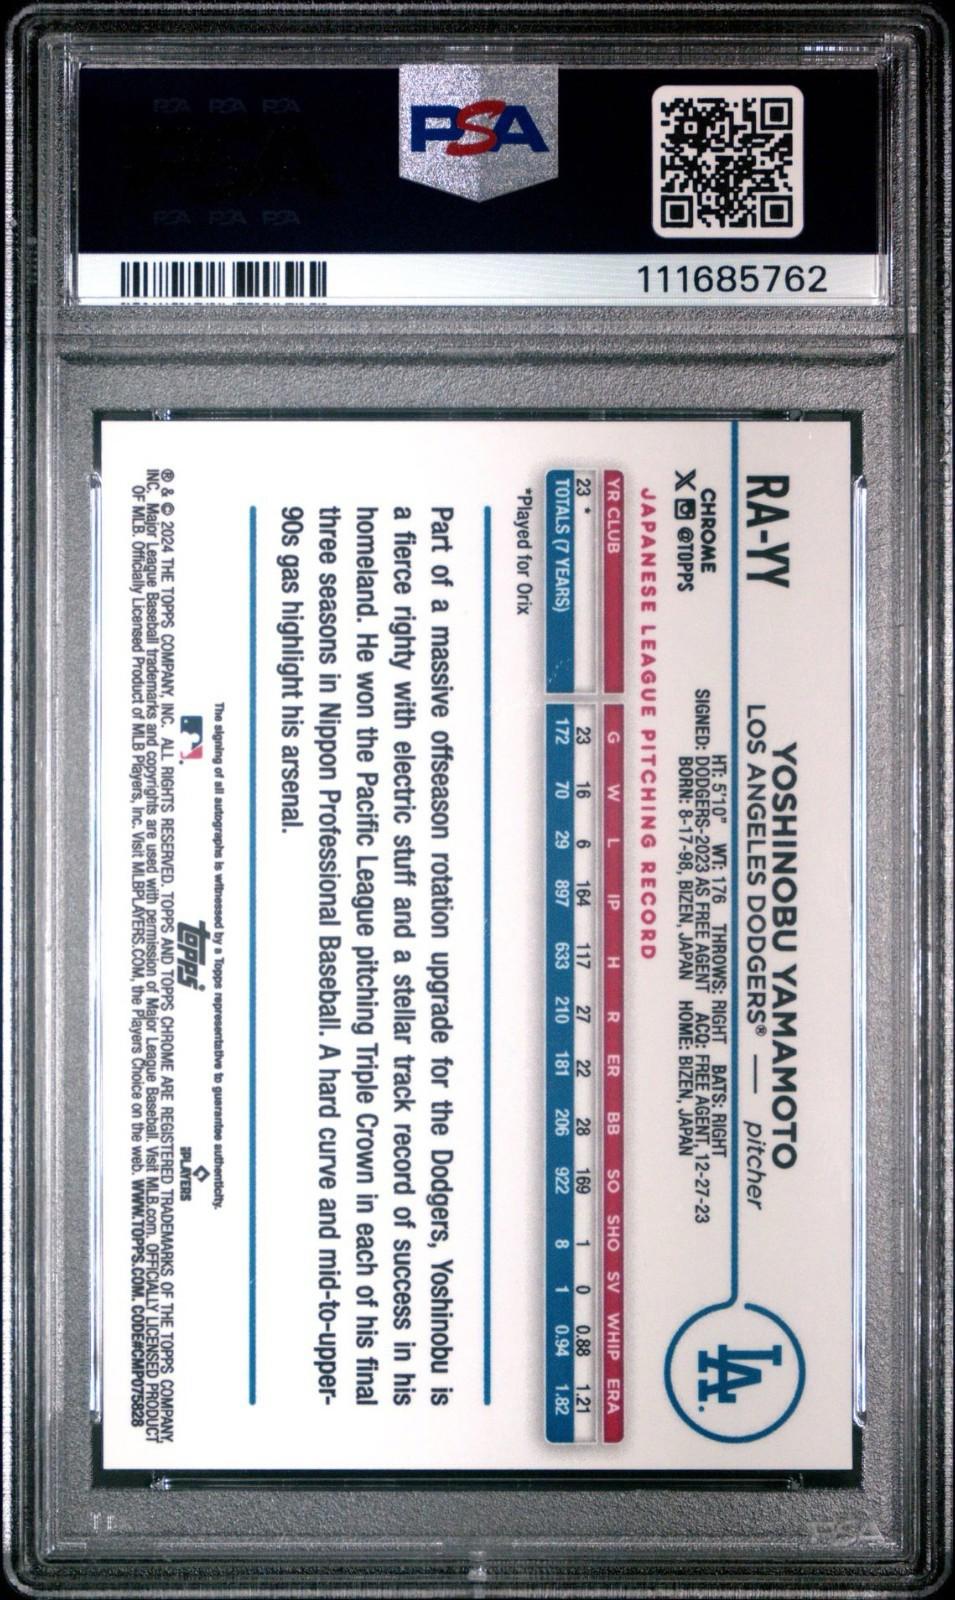 PSA PSA PSA
PSA
PSA PSA PSA
PSA
111685762
RA-YY
YOSHINOBU YAMAMOTO
LOS ANGELES DODGERS® — pitcher
CHROME
@TOPPS
HT: 5'10" WT: 176 THROWS: RIGHT BATS: RIGHT
SIGNED: DODGERS-2023 AS FREE AGENT ACQ: FREE AGENT, 12-27-23
BORN: 8-17-98, BIZEN, JAPAN HOME: BIZEN, JAPAN
LA
JAPANESE LEAGUE PITCHING RECORD
YR CLUB G W L IP H R ER BB SO SHO SV WHIP ERA
23 * 23 16 6 164 117 27 22 28 169 1 0 0.88 1.21
TOTALS (7 YEARS) 172 70 29 897 633 210 181 206 922 8 1 0.94 1.82
*Played for Orix
Part of a massive offseason rotation upgrade for the Dodgers, Yoshinobu is
a fierce righty with electric stuff and a stellar track record of success in his
homeland. He won the Pacific League pitching Triple Crown in each of his final
three seasons in Nippon Professional Baseball. A hard curve and mid-to-upper-
90s gas highlight his arsenal.
The signing of all autographs is witnessed by a Topps representative to guarantee authenticity.
topps
PLAYERS
® & © 2024 THE TOPPS COMPANY, INC. ALL RIGHTS RESERVED. TOPPS AND TOPPS CHROME ARE REGISTERED TRADEMARKS OF THE TOPPS COMPANY,
INC. Major League Baseball trademarks and copyrights are used with permission of Major League Baseball. Visit MLB.com. OFFICIALLY LICENSED PRODUCT
OF MLB. Officially Licensed Product of MLB Players, Inc. Visit MLBPLAYERS.COM, the Players Choice on the web. WWW.TOPPS.COM. CODE#CMP075828
PSA